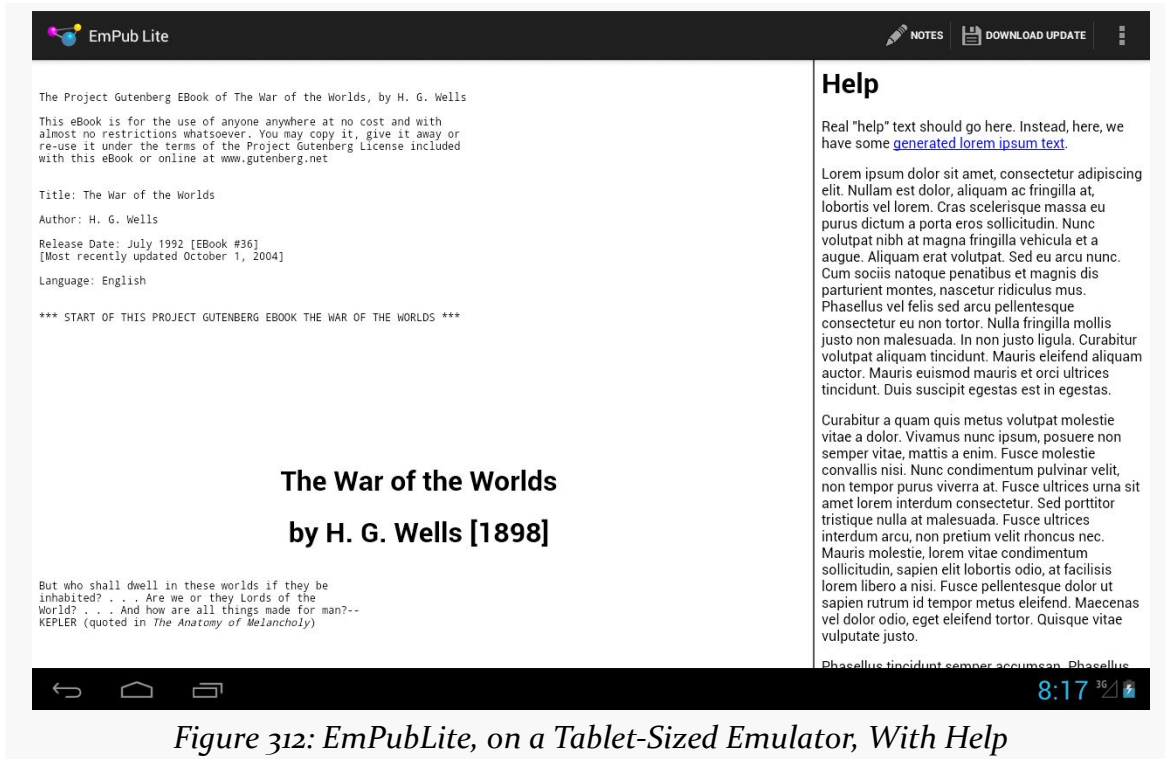 EmPub Lite
NOTES
DOWNLOAD UPDATE
The Project Gutenberg EBook of The War of the Worlds, by H. G. Wells
This eBook is for the use of anyone anywhere at no cost and with
almost no restrictions whatsoever. You may copy it, give it away or
re-use it under the terms of the Project Gutenberg License included
with this eBook or online at www.gutenberg.net
Title: The War of the Worlds
Author: H. G. Wells
Release Date: July 1992 [EBook #36]
[Most recently updated October 1, 2004]
Language: English
*** START OF THIS PROJECT GUTENBERG EBOOK THE WAR OF THE WORLDS ***
The War of the Worlds
by H. G. Wells [1898]
But who shall dwell in these worlds if they be
inhabited? . . . Are we or they Lords of the
World? . . . And how are all things made for man?--
KEPLER (quoted in The Anatomy of Melancholy)
Help
Real "help" text should go here. Instead, here, we
have some generated lorem ipsum text.
Lorem ipsum dolor sit amet, consectetur adipiscing
elit. Nullam est dolor, aliquam ac fringilla at,
lobortis vel lorem. Cras scelerisque massa eu
purus dictum a porta eros sollicitudin. Nunc
volutpat nibh at magna fringilla vehicula et a
augue. Aliquam erat volutpat. Sed eu arcu nunc.
Cum sociis natoque penatibus et magnis dis
parturient montes, nascetur ridiculus mus.
Phasellus vel felis sed arcu pellentesque
consectetur eu non tortor. Nulla fringilla mollis
justo non malesuada. In non justo ligula. Curabitur
volutpat aliquam tincidunt. Mauris eleifend aliquam
auctor. Mauris euismod mauris et orci ultrices
tincidunt. Duis suscipit egestas est in egestas.
Curabitur a quam quis metus volutpat molestie
vitae a dolor. Vivamus nunc ipsum, posuere non
semper vitae, mattis a enim. Fusce molestie
convallis nisi. Nunc condimentum pulvinar velit,
non tempor purus viverra at. Fusce ultrices urna sit
amet lorem interdum consectetur. Sed porttitor
tristique nulla at malesuada. Fusce ultrices
interdum arcu, non pretium velit rhoncus nec.
Mauris molestie, lorem vitae condimentum
sollicitudin, sapien elit lobortis odio, at facilisis
lorem libero a nisi. Fusce pellentesque dolor ut
sapien rutrum id tempor metus eleifend. Maecenas
vel dolor odio, eget eleifend tortor. Quisque vitae
vulputate justo.
Phasellus tincidunt semper accumsan. Phasellus
8:17 3G
Figure 312: EmPubLite, on a Tablet-Sized Emulator, With Help